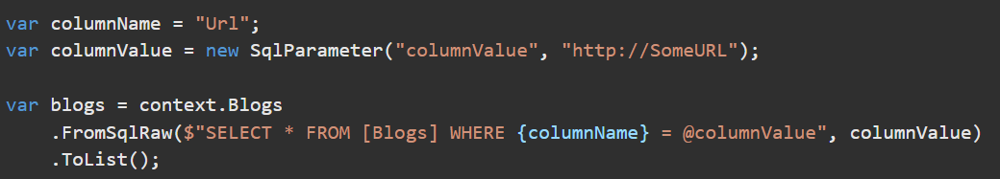 var columnName = "Url";
var columnValue = new SqlParameter("columnValue", "http://SomeURL");
var blogs = context.Blogs
.FromSqlRaw($"SELECT * FROM [Blogs] WHERE {columnName} = @columnValue", columnValue)
.ToList();